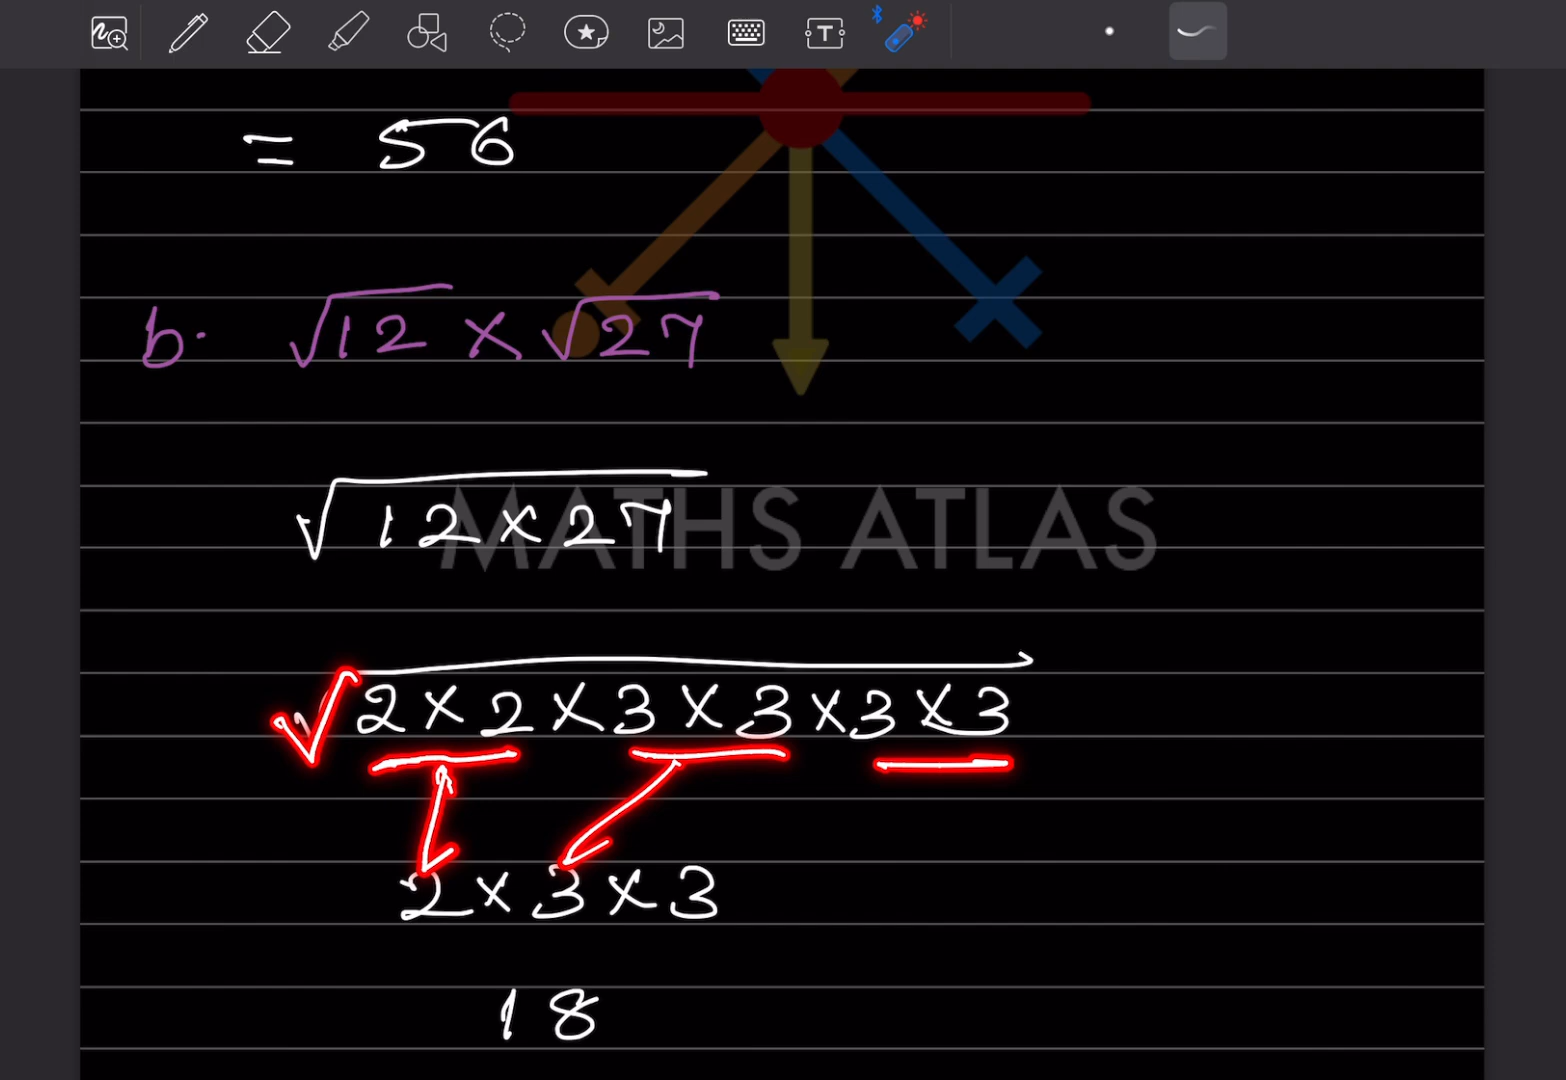 = 56
b. √12 × √27
√12×27
MATHS ATLAS
√2×2×3×3×3×3
2×3×3
18